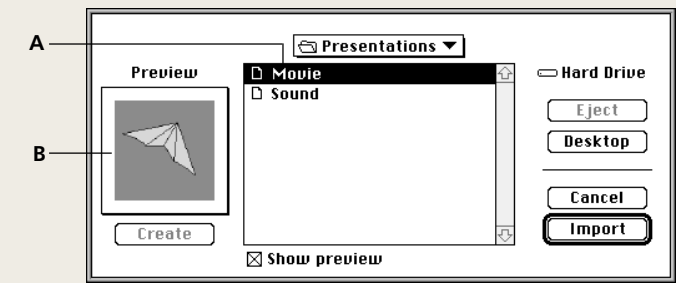 A
Presentations
Preview
Movie
Hard Drive
Sound
Eject
B
Desktop
Cancel
Create
Import
Show preview